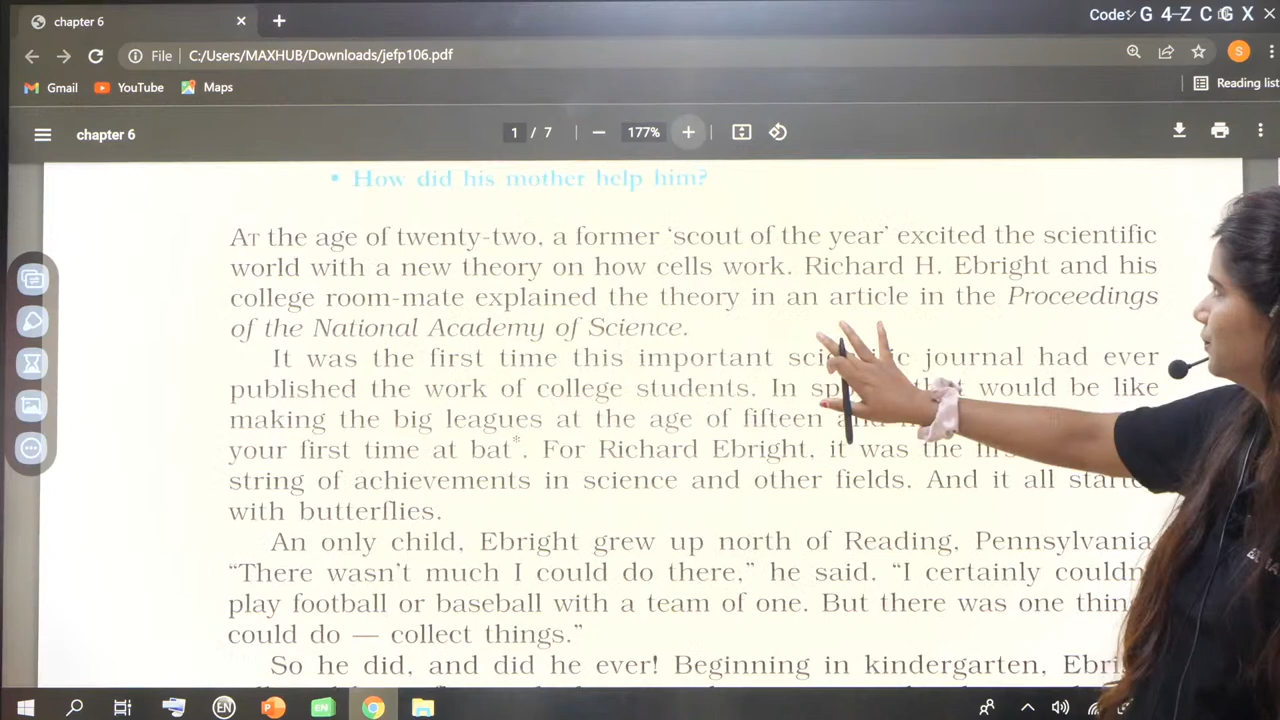 chapter 6
Code: G 4 Z C G X
File C:/Users/MAXHUB/Downloads/jefp106.pdf
Gmail YouTube Maps
Reading list
chapter 6
1 / 7
177%
• How did his mother help him?
AT the age of twenty-two, a former ‘scout of the year’ excited the scientific
world with a new theory on how cells work. Richard H. Ebright and his
college room-mate explained the theory in an article in the Proceedings
of the National Academy of Science.
It was the first time this important journal had ever
published the work of college students. In would be like
making the big leagues at the age of fifteen
your first time at bat*. For Richard Ebright, it was the
string of achievements in science and other fields. And it all
with butterflies.
An only child, Ebright grew up north of Reading, Pennsylvania
“There wasn't much I could do there,” he said. “I certainly
play football or baseball with a team of one. But there was one
could do — collect things.”
So he did, and did he ever! Beginning in kindergarten,
EN
EN
S